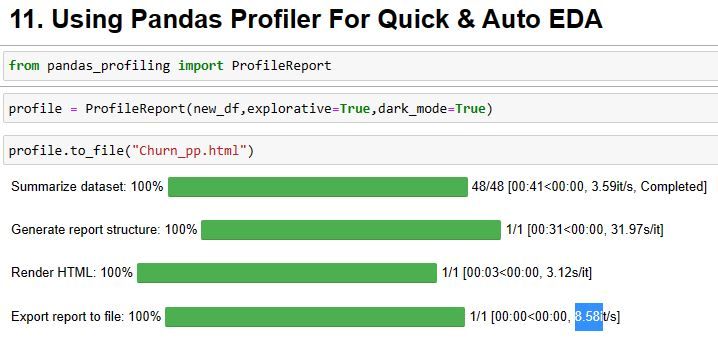 11. Using Pandas Profiler For Quick & Auto EDA
from pandas_profiling import ProfileReport
profile = ProfileReport(new_df,explorative=True,dark_mode=True)
profile.to_file("Churn_pp.html")
Summarize dataset: 100% 48/48 [00:41<00:00, 3.59it/s, Completed]
Generate report structure: 100% 1/1 [00:31<00:00, 31.97s/it]
Render HTML: 100% 1/1 [00:03<00:00, 3.12s/it]
Export report to file: 100% 1/1 [00:00<00:00, 8.58it/s]